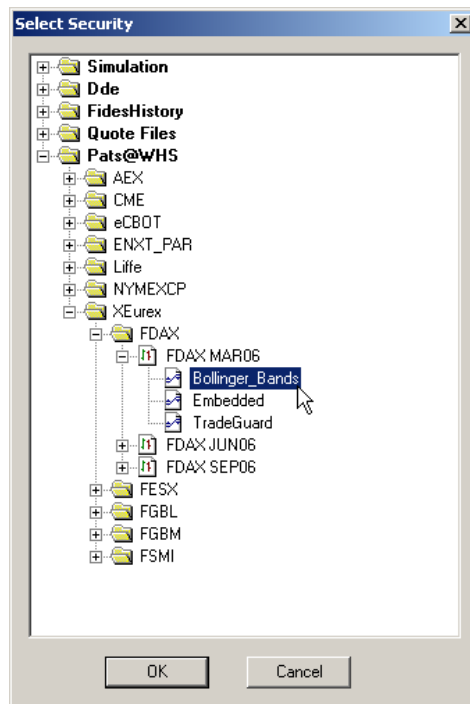 Select Security
Simulation
Dde
FidesHistory
Quote Files
Pats@WHS
AEX
CME
eCBOT
ENXT_PAR
Liffe
NYMEXCP
XEurex
FDAX
FDAX MAR06
Bollinger_Bands
Embedded
TradeGuard
FDAX JUN06
FDAX SEP06
FESX
FGBL
FGBM
FSMI
OK Cancel